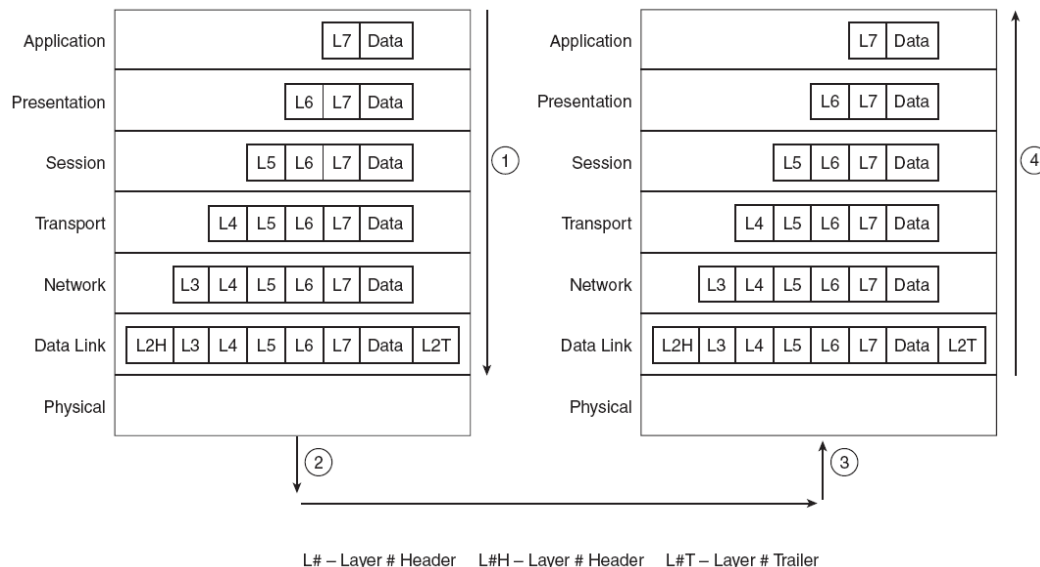 Application L7 Data Application L7 Data
Presentation L6 L7 Data Presentation L6 L7 Data
Session L5 L6 L7 Data 1 Session L5 L6 L7 Data 4
Transport L4 L5 L6 L7 Data Transport L4 L5 L6 L7 Data
Network L3 L4 L5 L6 L7 Data Network L3 L4 L5 L6 L7 Data
Data Link L2H L3 L4 L5 L6 L7 Data L2T Data Link L2H L3 L4 L5 L6 L7 Data L2T
Physical Physical
2 3
L# – Layer # Header L#H – Layer # Header L#T – Layer # Trailer